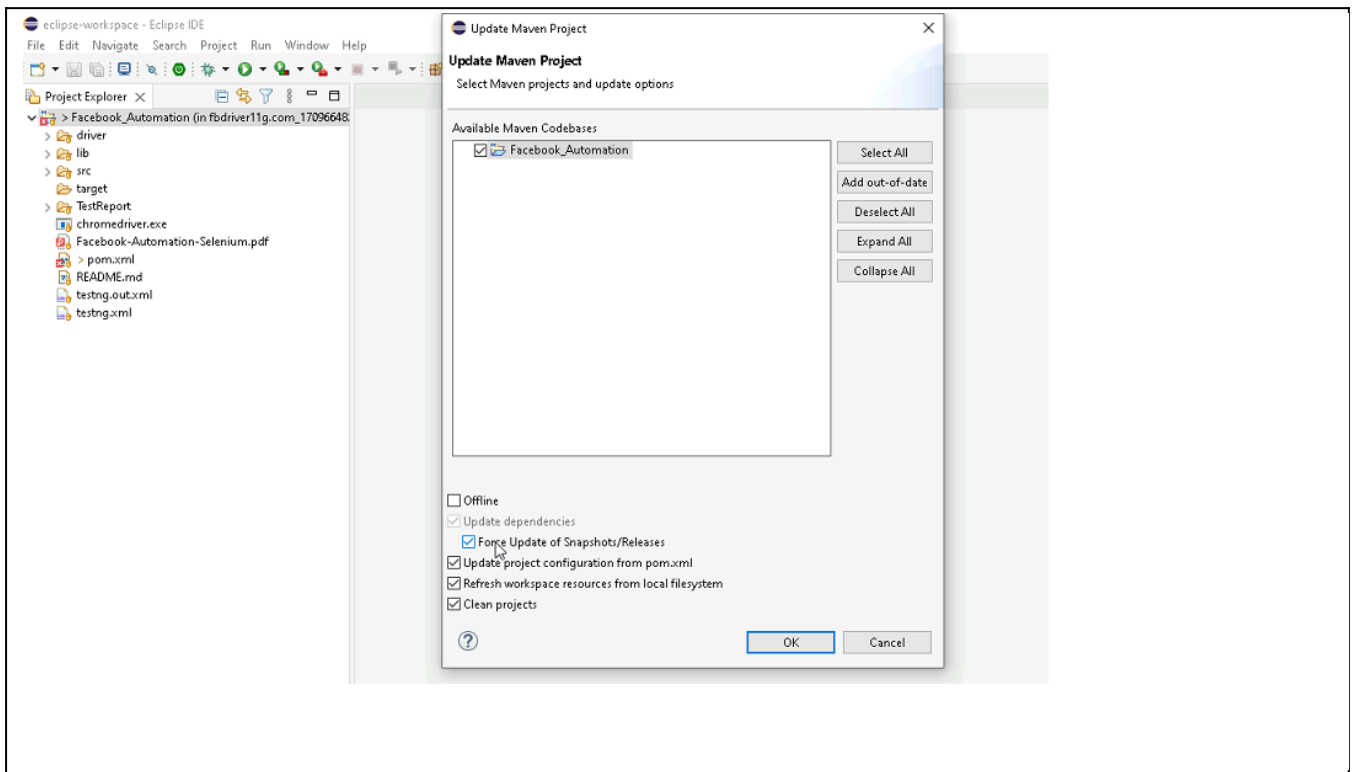 eclipse-workspace - Eclipse IDE
File Edit Navigate Search Project Run Window Help
Project Explorer
> Facebook_Automation (in fbdriver11g.com_17096648
driver
lib
src
target
TestReport
chromedriver.exe
Facebook-Automation-Selenium.pdf
> pom.xml
README.md
testng.out.xml
testng.xml
Update Maven Project
Update Maven Project
Select Maven projects and update options
Available Maven Codebases
Facebook_Automation
Select All
Add out-of-date
Deselect All
Expand All
Collapse All
Offline
Update dependencies
Force Update of Snapshots/Releases
Update project configuration from pom.xml
Refresh workspace resources from local filesystem
Clean projects
OK
Cancel